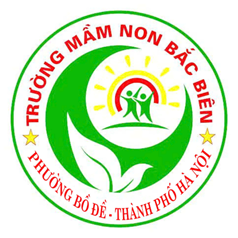 TRƯỜNG MẦM NON BẮC BIÊN
PHƯỜNG BỒ ĐỀ - THÀNH PHỐ HÀ NỘI